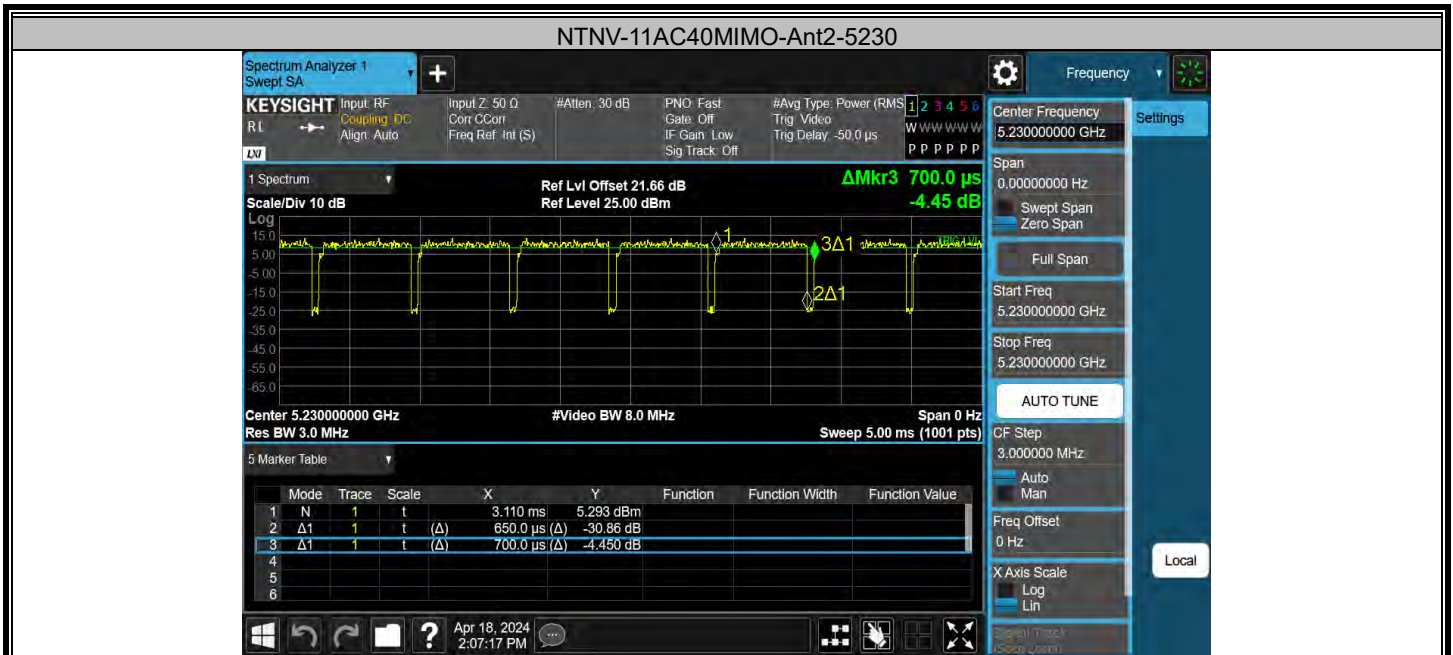 NTNV-11AC40MIMO-Ant2-5230
Spectrum Analyzer 1
Swept SA
+
Frequency
KEYSIGHT
RL
LXI
Input: RF
Coupling: DC
Align: Auto
Input Z: 50 Ω
Corr CCorr
Freq Ref: Int (S)
#Atten: 30 dB
PNO: Fast
Gate: Off
IF Gain: Low
Sig Track: Off
#Avg Type: Power (RMS
Trig: Video
Trig Delay: -50.0 µs
1 2 3 4 5 6
W W W W W W
P P P P P P
1 Spectrum
Scale/Div 10 dB
Ref Lvl Offset 21.66 dB
Ref Level 25.00 dBm
ΔMkr3 700.0 µs
-4.45 dB
Log
15.0
5.00
-5.00
-15.0
-25.0
-35.0
-45.0
-55.0
-65.0
1
3Δ1
2Δ1
TRIG LVL
Center 5.230000000 GHz
Res BW 3.0 MHz
#Video BW 8.0 MHz
Span 0 Hz
Sweep 5.00 ms (1001 pts)
5 Marker Table
Mode Trace Scale X Y Function Function Width Function Value
1 N 1 t 3.110 ms 5.293 dBm
2 Δ1 1 t (Δ) 650.0 µs (Δ) -30.86 dB
3 Δ1 1 t (Δ) 700.0 µs (Δ) -4.450 dB
4
5
6
Center Frequency
5.230000000 GHz
Settings
Span
0.00000000 Hz
Swept Span
Zero Span
Full Span
Start Freq
5.230000000 GHz
Stop Freq
5.230000000 GHz
AUTO TUNE
CF Step
3.000000 MHz
Auto
Man
Freq Offset
0 Hz
X Axis Scale
Log
Lin
Signal Track
(Span Zoom)
Local
?
Apr 18, 2024
2:07:17 PM